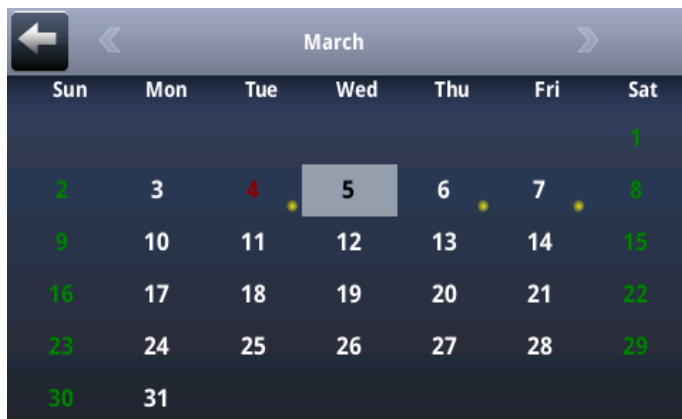 March
Sun Mon Tue Wed Thu Fri Sat
1
2 3 4 5 6 7 8
9 10 11 12 13 14 15
16 17 18 19 20 21 22
23 24 25 26 27 28 29
30 31